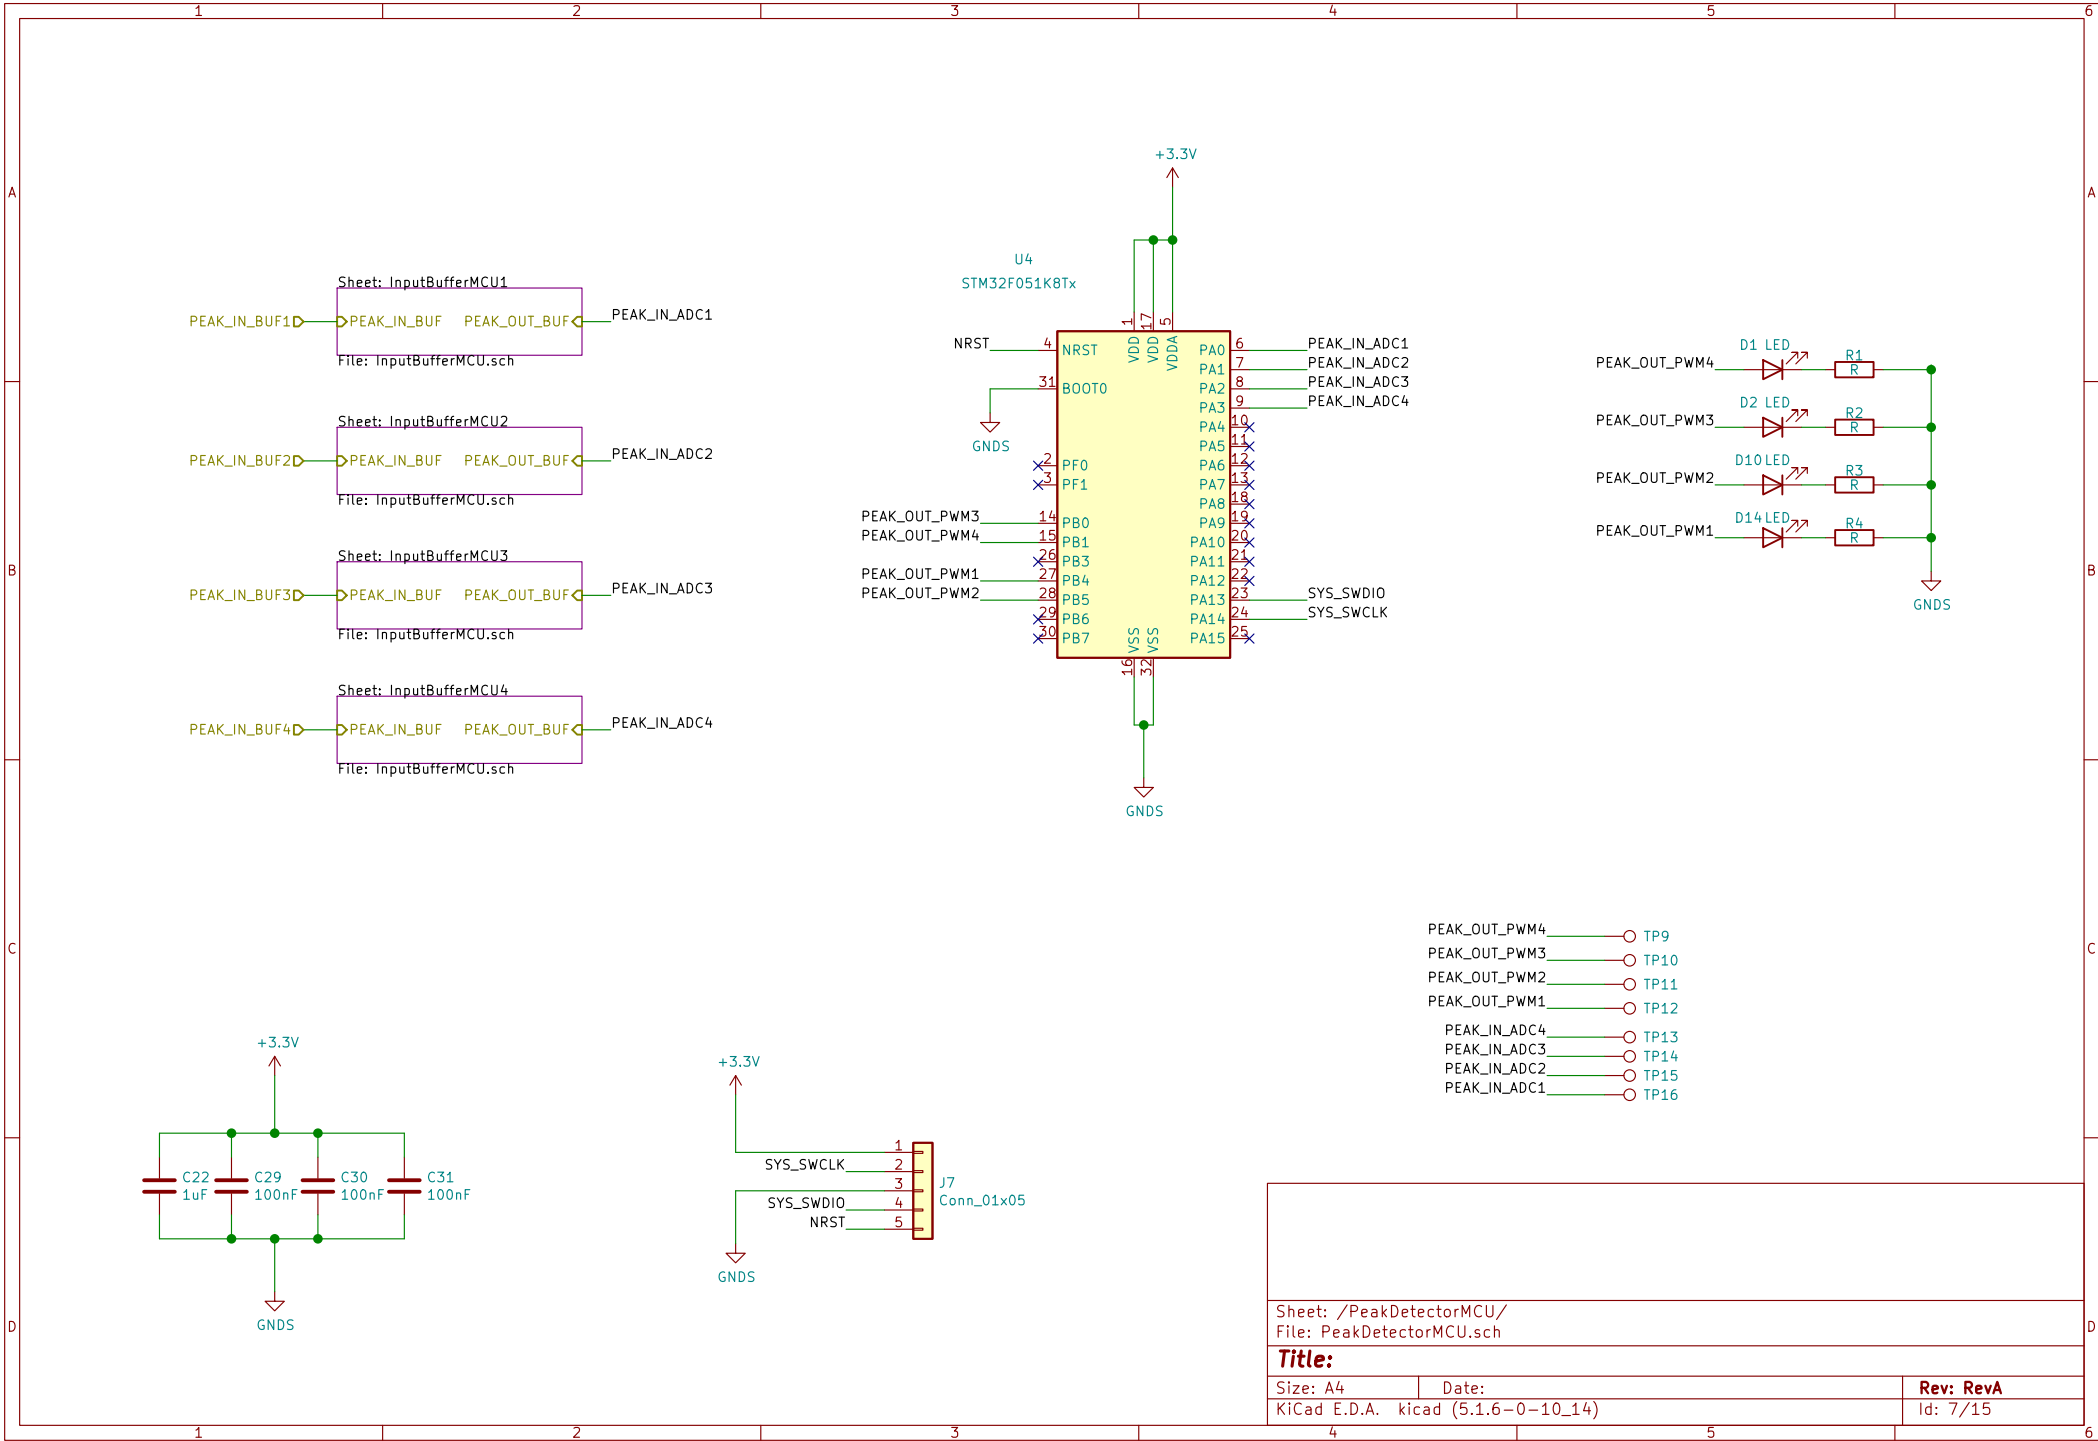 1 2 3 4 5 6
A A
B B
C C
D D
1 2 3 4 5 6
Sheet: InputBufferMCU1
PEAK_IN_BUF1 PEAK_IN_BUF PEAK_OUT_BUF PEAK_IN_ADC1
File: InputBufferMCU.sch
Sheet: InputBufferMCU2
PEAK_IN_BUF2 PEAK_IN_BUF PEAK_OUT_BUF PEAK_IN_ADC2
File: InputBufferMCU.sch
Sheet: InputBufferMCU3
PEAK_IN_BUF3 PEAK_IN_BUF PEAK_OUT_BUF PEAK_IN_ADC3
File: InputBufferMCU.sch
Sheet: InputBufferMCU4
PEAK_IN_BUF4 PEAK_IN_BUF PEAK_OUT_BUF PEAK_IN_ADC4
File: InputBufferMCU.sch
+3.3V
U4
STM32F051K8Tx
1 17 5
VDD VDD VDDA
NRST 4 NRST
31 BOOT0
GNDS
2 PF0
3 PF1
PEAK_OUT_PWM3 14 PB0
PEAK_OUT_PWM4 15 PB1
26 PB3
PEAK_OUT_PWM1 27 PB4
PEAK_OUT_PWM2 28 PB5
29 PB6
30 PB7
PA0 6 PEAK_IN_ADC1
PA1 7 PEAK_IN_ADC2
PA2 8 PEAK_IN_ADC3
PA3 9 PEAK_IN_ADC4
PA4 10
PA5 11
PA6 12
PA7 13
PA8 18
PA9 19
PA10 20
PA11 21
PA12 22
PA13 23 SYS_SWDIO
PA14 24 SYS_SWCLK
PA15 25
VSS VSS
16 32
GNDS
D1 LED R1
PEAK_OUT_PWM4 R
D2 LED R2
PEAK_OUT_PWM3 R
D10 LED R3
PEAK_OUT_PWM2 R
D14 LED R4
PEAK_OUT_PWM1 R
GNDS
PEAK_OUT_PWM4 TP9
PEAK_OUT_PWM3 TP10
PEAK_OUT_PWM2 TP11
PEAK_OUT_PWM1 TP12
PEAK_IN_ADC4 TP13
PEAK_IN_ADC3 TP14
PEAK_IN_ADC2 TP15
PEAK_IN_ADC1 TP16
+3.3V
C22 C29 C30 C31
1uF 100nF 100nF 100nF
GNDS
+3.3V
1
SYS_SWCLK 2
3
SYS_SWDIO 4
NRST 5
J7
Conn_01x05
GNDS
Sheet: /PeakDetectorMCU/
File: PeakDetectorMCU.sch
Title:
Size: A4 Date: Rev: RevA
KiCad E.D.A. kicad (5.1.6-0-10_14) Id: 7/15